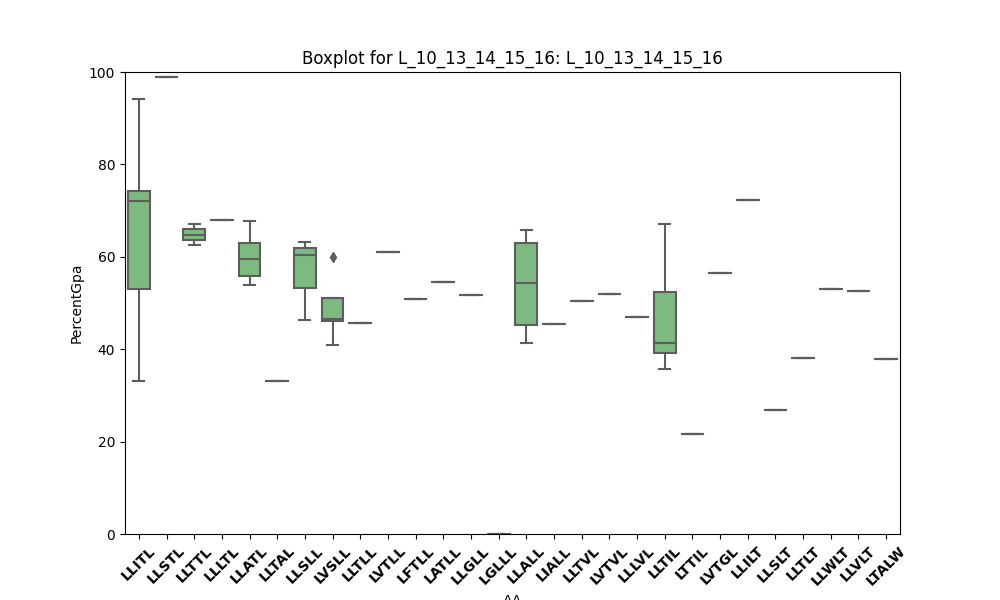 Boxplot for L_10_13_14_15_16: L_10_13_14_15_16
100
80
60
40
20
0
PercentGpa
LLITL
LLSTL
LLTTL
LLLTL
LLATL
LLTAL
LLSLL
LVSLL
LLTLL
LVTLL
LFTLL
LATLL
LLGLL
LGLLL
LLALL
LIALL
LLTVL
LVTVL
LLLVL
LLTIL
LTTIL
LVTGL
LLILT
LLSLT
LLTLT
LLWLT
LLVLT
LTALW
AA